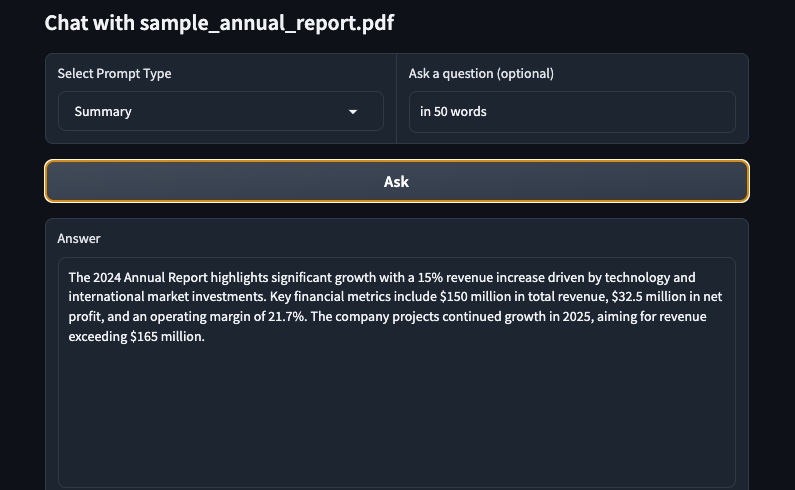 Chat with sample_annual_report.pdf
Select Prompt Type
Ask a question (optional)
Summary
in 50 words
Ask
Answer
The 2024 Annual Report highlights significant growth with a 15% revenue increase driven by technology and
international market investments. Key financial metrics include $150 million in total revenue, $32.5 million in net
profit, and an operating margin of 21.7%. The company projects continued growth in 2025, aiming for revenue
exceeding $165 million.